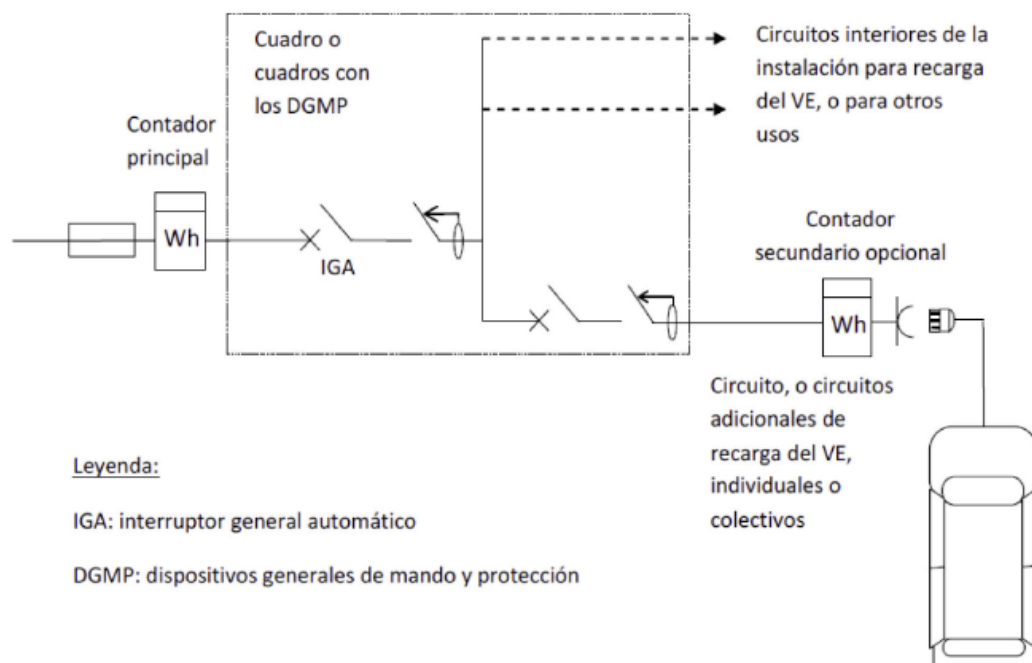 Cuadro o
cuadros con
los DGMP
Circuitos interiores de la
instalación para recarga
del VE, o para otros
usos
Contador
principal
Wh
IGA
Contador
secundario opcional
Wh
Circuito, o circuitos
adicionales de
recarga del VE,
individuales o
colectivos
Leyenda:
IGA: interruptor general automático
DGMP: dispositivos generales de mando y protección